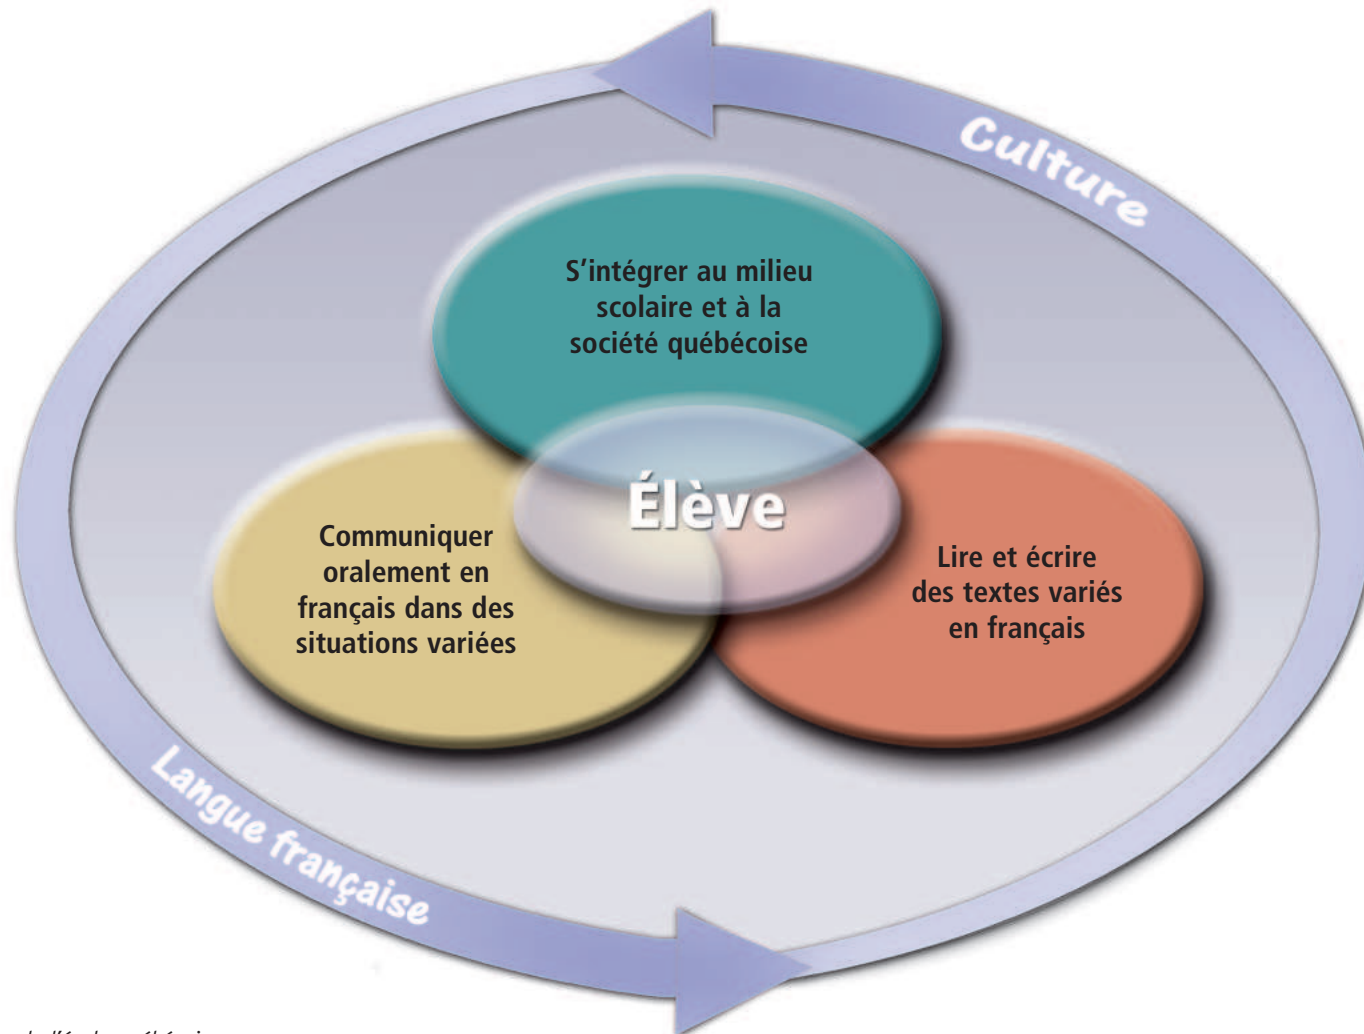 Culture
S'intégrer au milieu
scolaire et à la
société québécoise
Élève
Communiquer
oralement en
français dans des
situations variées
Lire et écrire
des textes variés
en français
Langue française